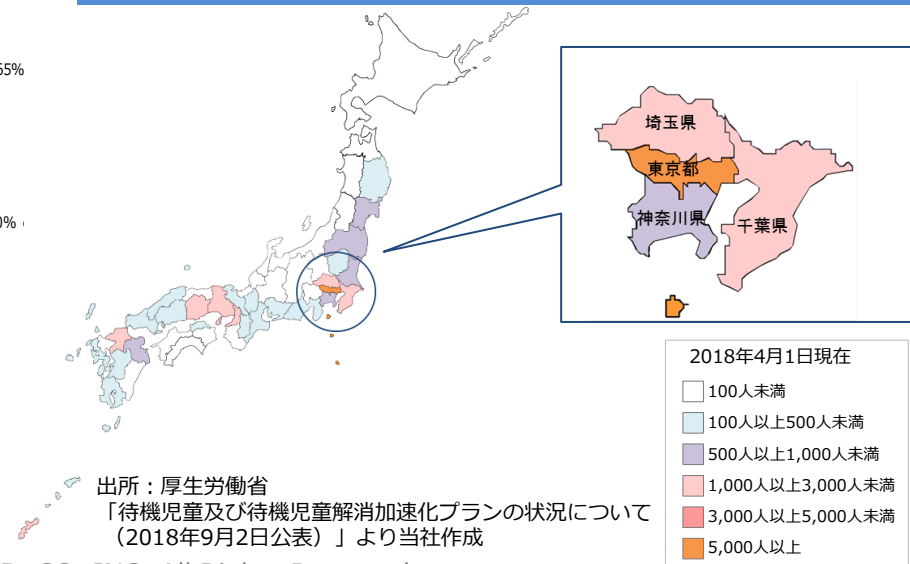 55%
0%
埼玉県
東京都
神奈川県
千葉県
2018年4月1日現在
100人未満
100人以上500人未満
500人以上1,000人未満
1,000人以上3,000人未満
3,000人以上5,000人未満
5,000人以上
出所：厚生労働省
「待機児童及び待機児童解消加速化プランの状況について
（2018年9月2日公表）」より当社作成